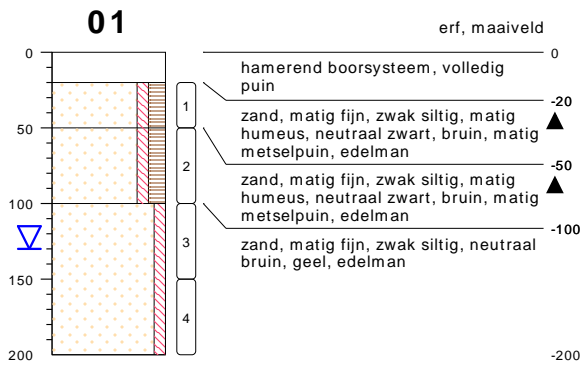 01
erf, maaiveld
0
0
hamerend boorsysteem, volledig
puin
-20
zand, matig fijn, zwak siltig, matig
humeus, neutraal zwart, bruin, matig
metselpuin, edelman
1
50
-50
zand, matig fijn, zwak siltig, matig
humeus, neutraal zwart, bruin, matig
metselpuin, edelman
2
100
-100
zand, matig fijn, zwak siltig, neutraal
bruin, geel, edelman
3
150
4
200
-200